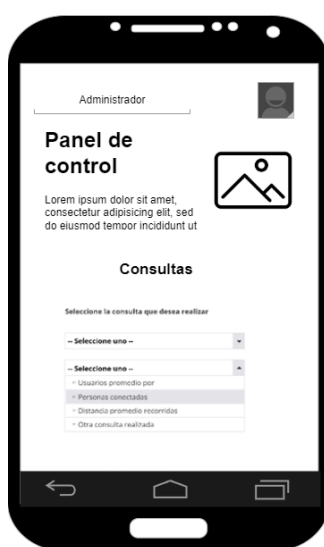 Administrador
Panel de
control
Lorem ipsum dolor sit amet,
consectetur adipisicing elit, sed
do eiusmod tempor incididunt ut
Consultas
Seleccione la consulta que desea realizar
-- Seleccione uno --
-- Seleccione uno --
Usuarios promedio por
Personas conectadas
Distancia promedio recorridas
Otra consulta realizada